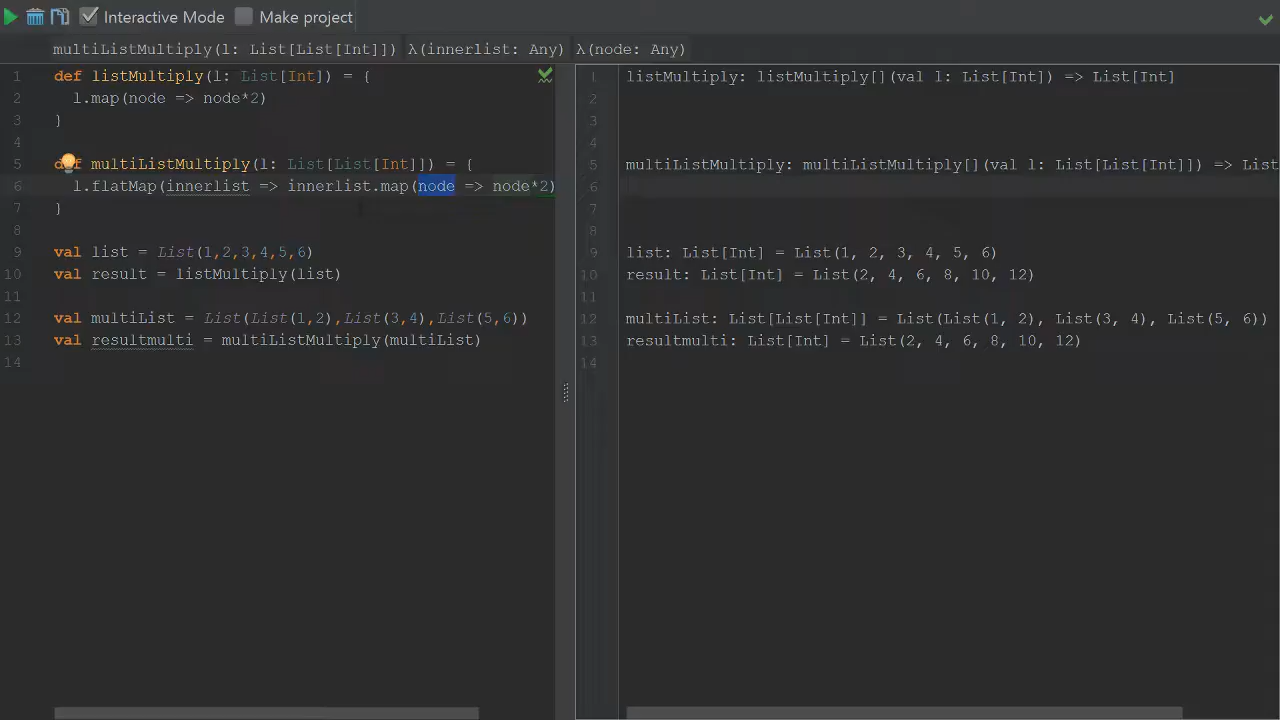 Interactive Mode Make project
multiListMultiply(l: List[List[Int]]) λ(innerlist: Any) λ(node: Any)
1 def listMultiply(l: List[Int]) = {
2 l.map(node => node*2)
3 }
4
5 def multiListMultiply(l: List[List[Int]]) = {
6 l.flatMap(innerlist => innerlist.map(node => node*2)
7 }
8
9 val list = List(1,2,3,4,5,6)
10 val result = listMultiply(list)
11
12 val multiList = List(List(1,2),List(3,4),List(5,6))
13 val resultmulti = multiListMultiply(multiList)
14
1 listMultiply: listMultiply[](val l: List[Int]) => List[Int]
2
3
4
5 multiListMultiply: multiListMultiply[](val l: List[List[Int]]) => List
6
7
8
9 list: List[Int] = List(1, 2, 3, 4, 5, 6)
10 result: List[Int] = List(2, 4, 6, 8, 10, 12)
11
12 multiList: List[List[Int]] = List(List(1, 2), List(3, 4), List(5, 6))
13 resultmulti: List[Int] = List(2, 4, 6, 8, 10, 12)
14